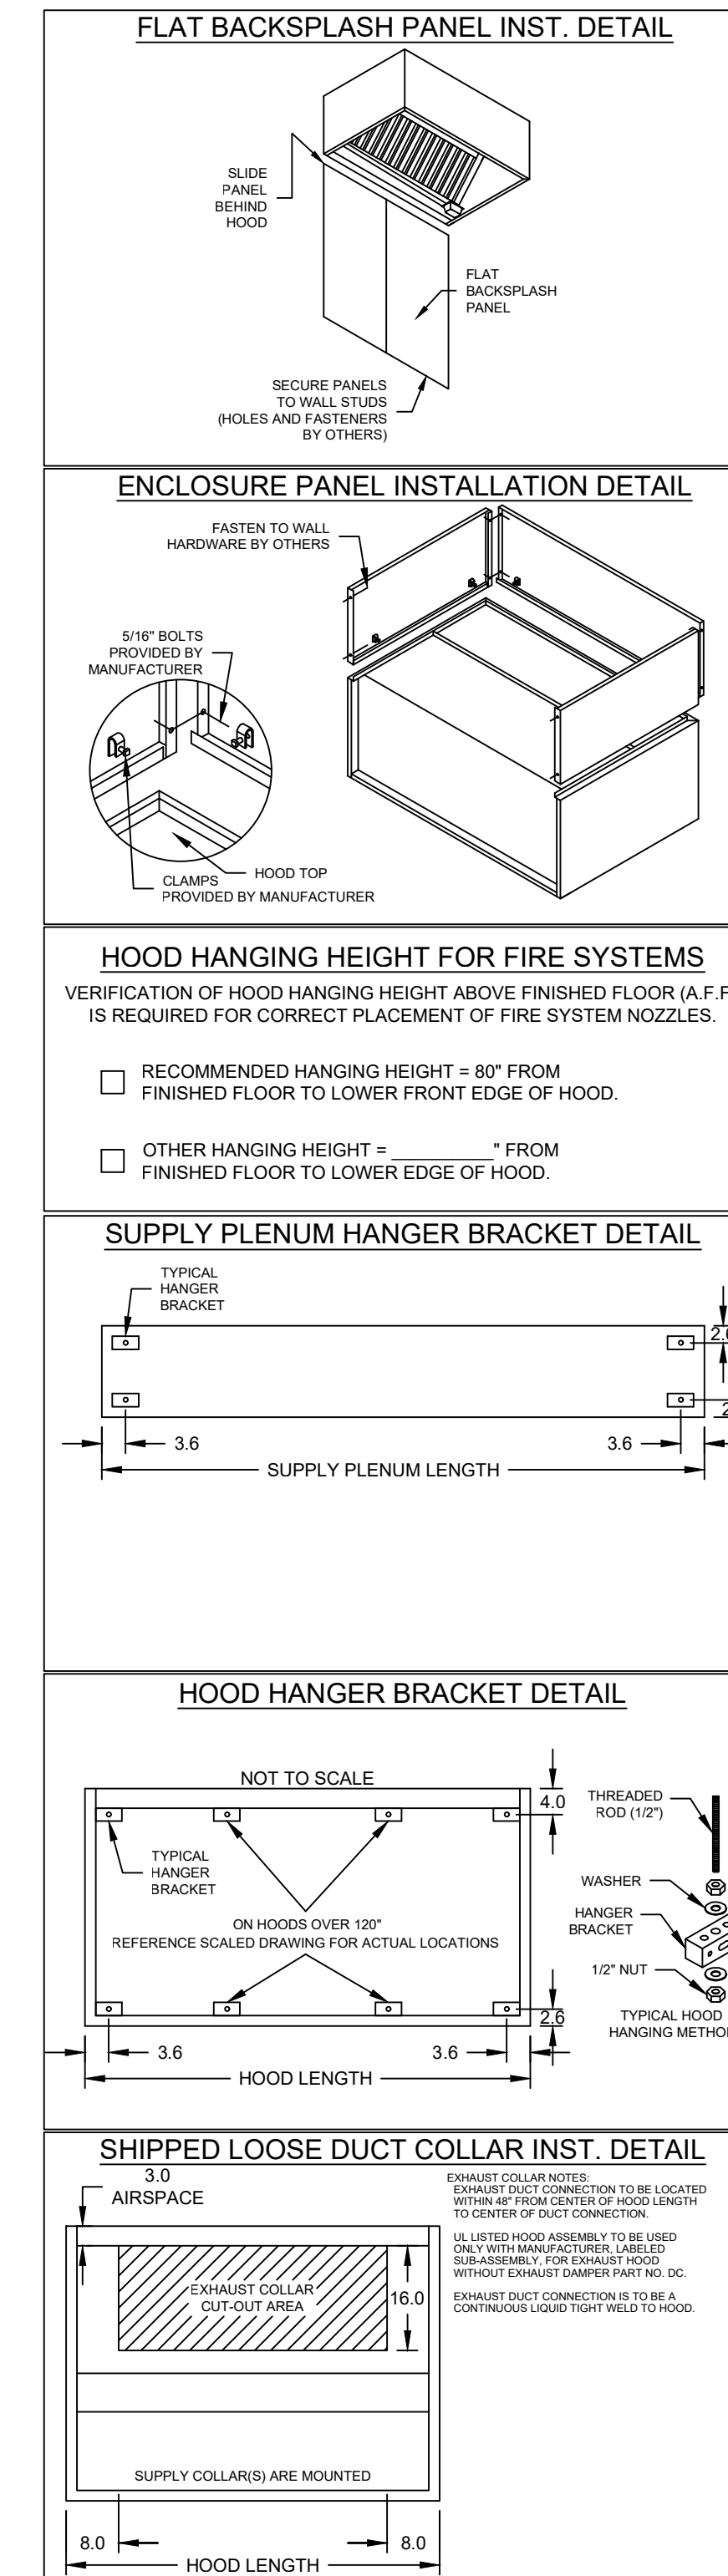 FLAT BACKSPLASH PANEL INST. DETAIL
SLIDE
PANEL
BEHIND
HOOD
FLAT
BACKSPLASH
PANEL
SECURE PANELS
TO WALL STUDS
(HOLES AND FASTENERS
BY OTHERS)
ENCLOSURE PANEL INSTALLATION DETAIL
FASTEN TO WALL
HARDWARE BY OTHERS
5/16" BOLTS
PROVIDED BY
MANUFACTURER
HOOD TOP
CLAMPS
PROVIDED BY MANUFACTURER
HOOD HANGING HEIGHT FOR FIRE SYSTEMS
VERIFICATION OF HOOD HANGING HEIGHT ABOVE FINISHED FLOOR (A.F.F
IS REQUIRED FOR CORRECT PLACEMENT OF FIRE SYSTEM NOZZLES.
RECOMMENDED HANGING HEIGHT = 80" FROM
FINISHED FLOOR TO LOWER FRONT EDGE OF HOOD.
OTHER HANGING HEIGHT = __________" FROM
FINISHED FLOOR TO LOWER EDGE OF HOOD.
SUPPLY PLENUM HANGER BRACKET DETAIL
TYPICAL
HANGER
BRACKET
3.6
3.6
SUPPLY PLENUM LENGTH
HOOD HANGER BRACKET DETAIL
NOT TO SCALE
4.0
THREADED
ROD (1/2")
TYPICAL
HANGER
BRACKET
WASHER
HANGER
BRACKET
ON HOODS OVER 120"
REFERENCE SCALED DRAWING FOR ACTUAL LOCATIONS
1/2" NUT
2.6
TYPICAL HOOD
HANGING METHO
3.6
3.6
HOOD LENGTH
SHIPPED LOOSE DUCT COLLAR INST. DETAIL
3.0
AIRSPACE
EXHAUST COLLAR NOTES:
EXHAUST DUCT CONNECTION TO BE LOCATED
WITHIN 48" FROM CENTER OF HOOD LENGTH
TO CENTER OF DUCT CONNECTION.
UL LISTED HOOD ASSEMBLY TO BE USED
ONLY WITH MANUFACTURER, LABELED
SUB-ASSEMBLY, FOR EXHAUST HOOD
WITHOUT EXHAUST DAMPER PART NO. DC.
EXHAUST DUCT CONNECTION IS TO BE A
CONTINUOUS LIQUID TIGHT WELD TO HOOD.
EXHAUST COLLAR
CUT-OUT AREA
16.0
SUPPLY COLLAR(S) ARE MOUNTED
8.0
8.0
HOOD LENGTH